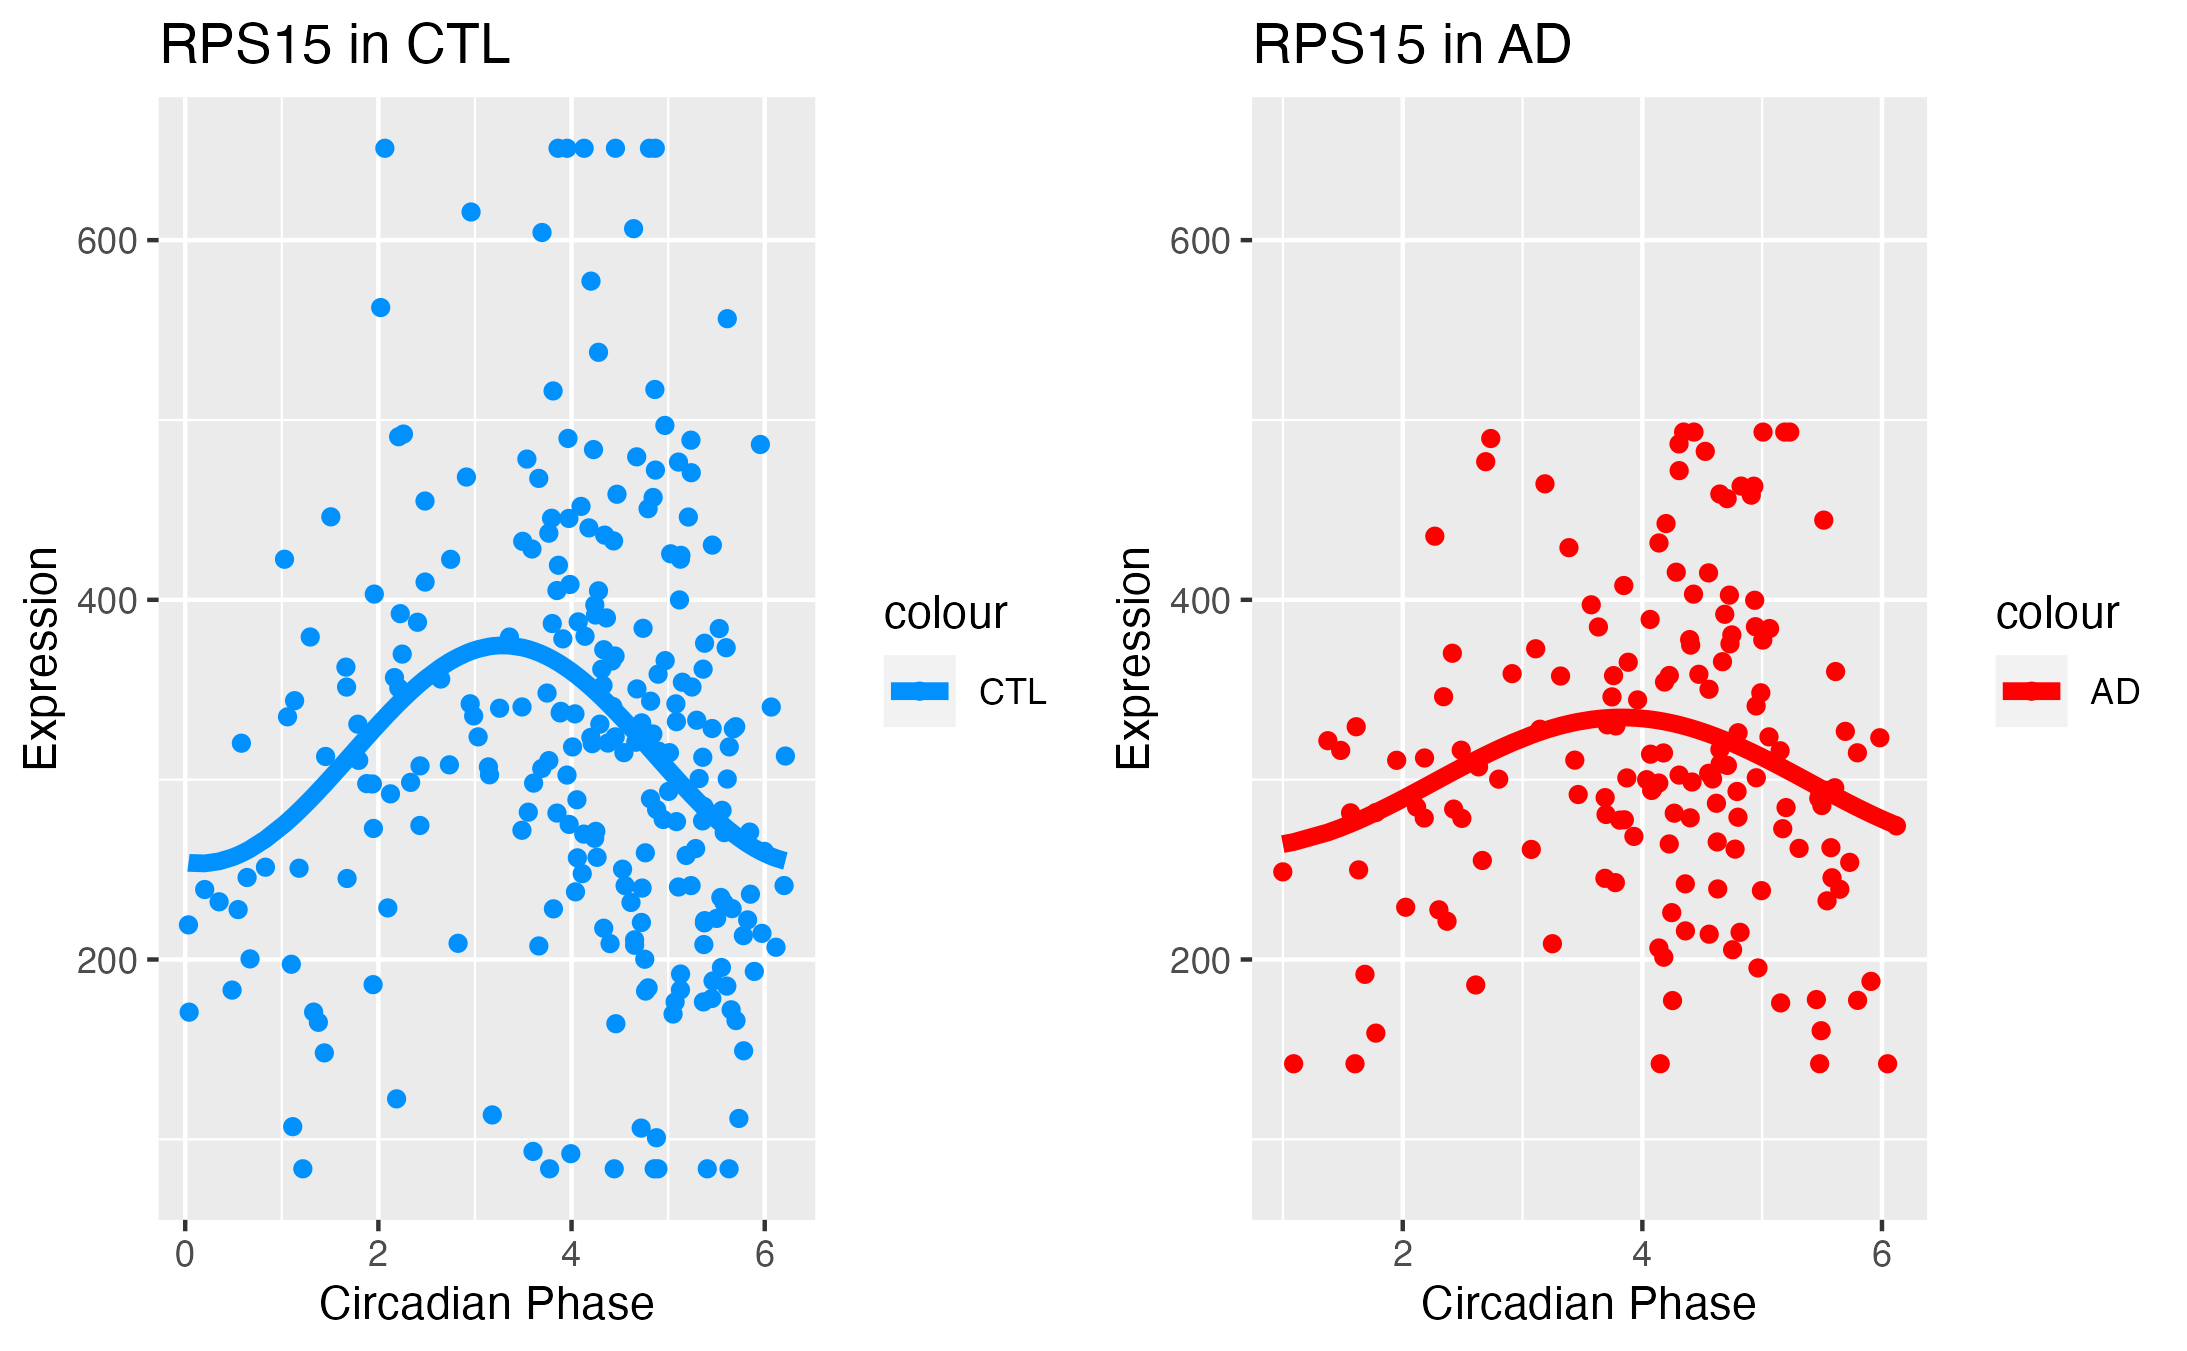 RPS15 in CTL
Expression
600
400
200
0 2 4 6
Circadian Phase
colour
CTL
RPS15 in AD
Expression
600
400
200
2 4 6
Circadian Phase
colour
AD